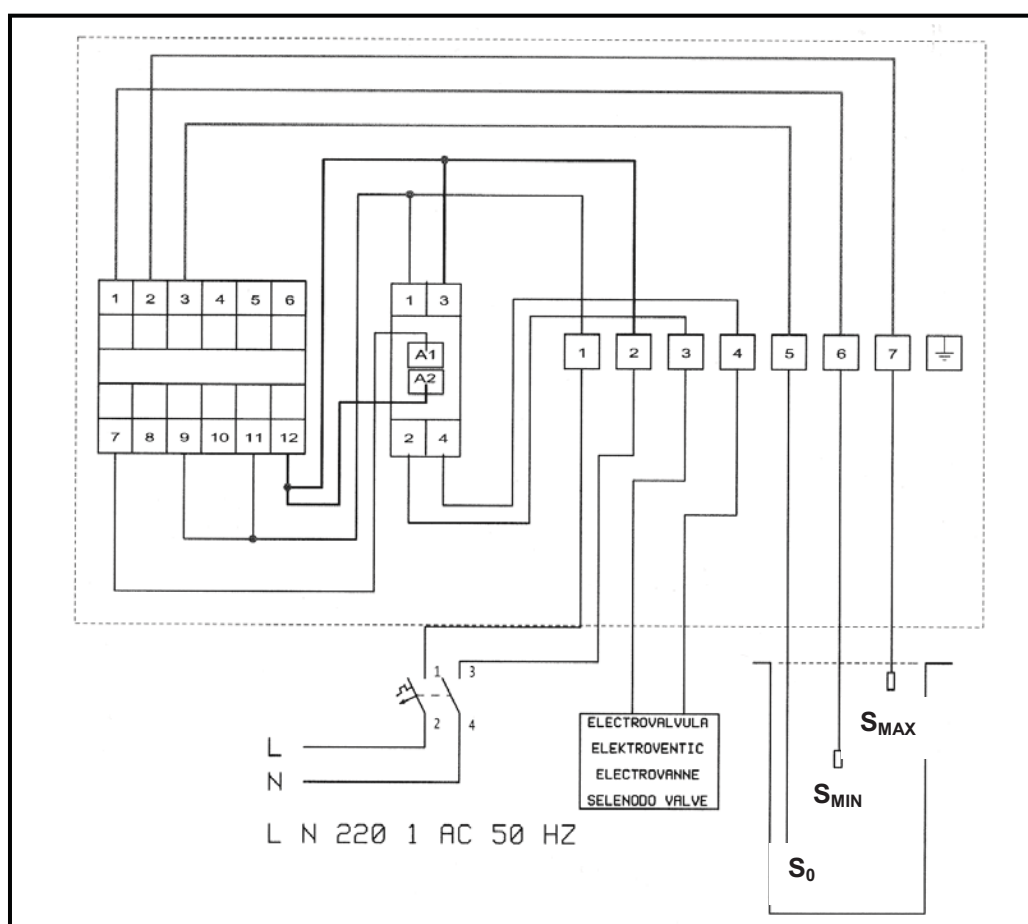 1 2 3 4 5 6
7 8 9 10 11 12
1 3
A1
A2
2 4
1 2 3 4 5 6 7
1 3
2 4
L
N
L N 220 1 AC 50 HZ
ELECTROVALVULA
ELEKTROVENTIC
ELECTROVANNE
SELENODO VALVE
SMAX
SMIN
S0